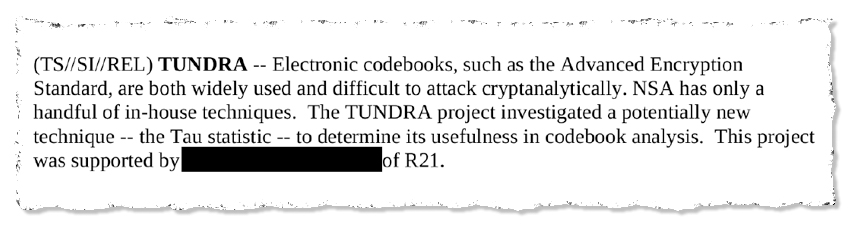 (TS//SI//REL) TUNDRA -- Electronic codebooks, such as the Advanced Encryption
Standard, are both widely used and difficult to attack cryptanalytically. NSA has only a
handful of in-house techniques.  The TUNDRA project investigated a potentially new
technique -- the Tau statistic -- to determine its usefulness in codebook analysis.  This project
was supported by of R21.